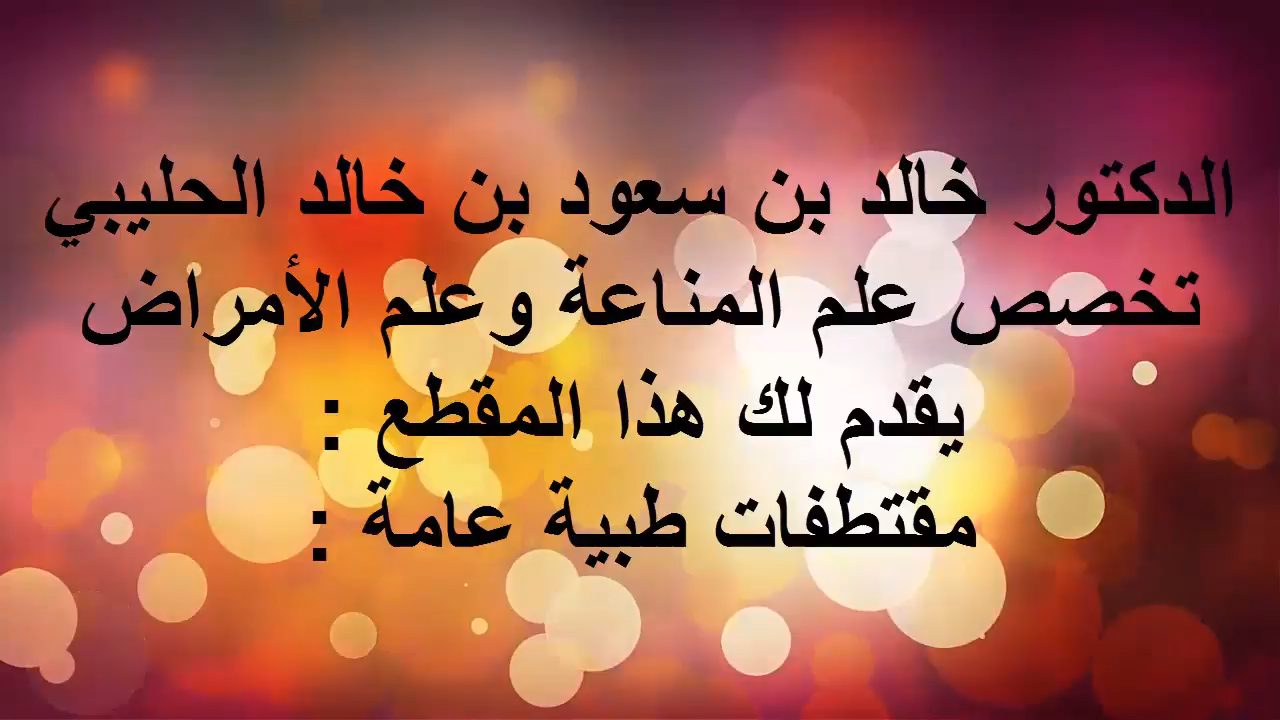 الدكتور خالد بن سعود بن خالد الحليبي
تخصص علم المناعة وعلم الأمراض
يقدم لك هذا المقطع :
مقتطفات طبية عامة :